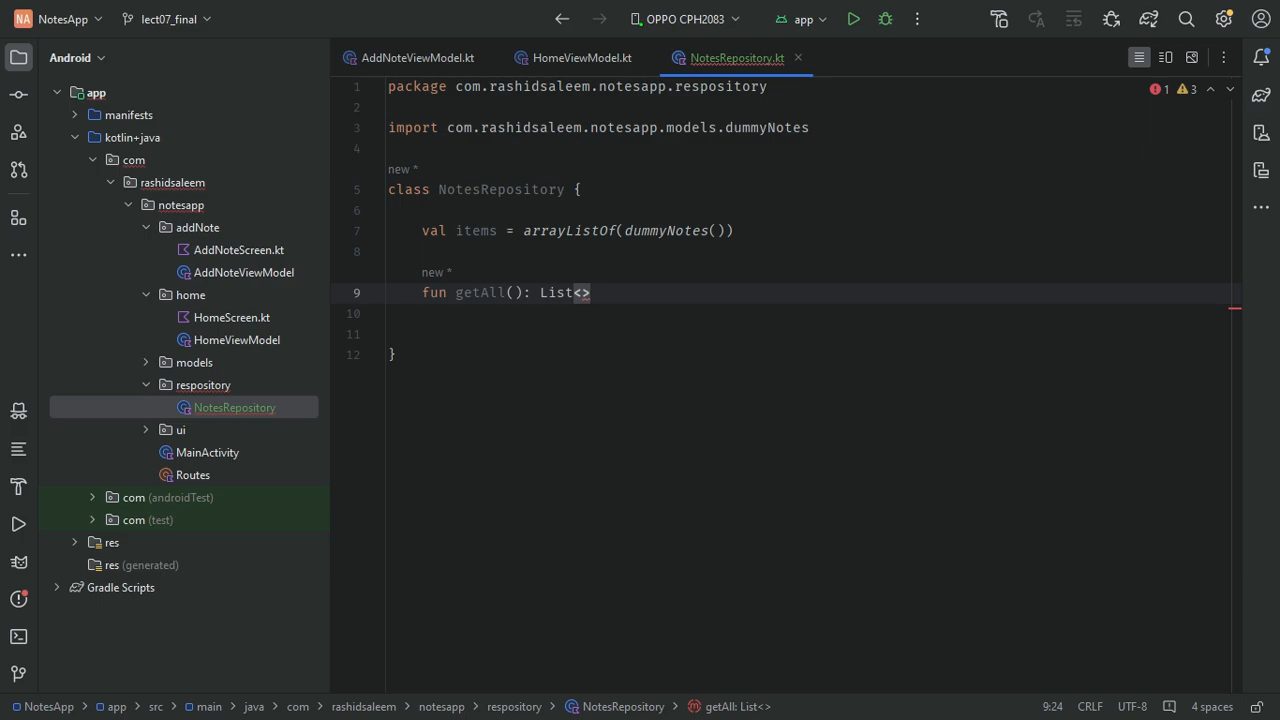 NA NotesApp lect07_final OPPO CPH2083 app
Android
AddNoteViewModel.kt HomeViewModel.kt NotesRepository.kt
app
manifests
kotlin+java
com
rashidsaleem
notesapp
addNote
AddNoteScreen.kt
AddNoteViewModel
home
HomeScreen.kt
HomeViewModel
models
respository
NotesRepository
ui
MainActivity
Routes
com (androidTest)
com (test)
res
res (generated)
Gradle Scripts
1 3
1 package com.rashidsaleem.notesapp.respository
2
3 import com.rashidsaleem.notesapp.models.dummyNotes
4
new *
5 class NotesRepository {
6
7 val items = arrayListOf(dummyNotes())
8
new *
9 fun getAll(): List<>
10
11
12 }
NotesApp app src main java com rashidsaleem notesapp respository NotesRepository getAll: List<> 9:24 CRLF UTF-8 4 spaces